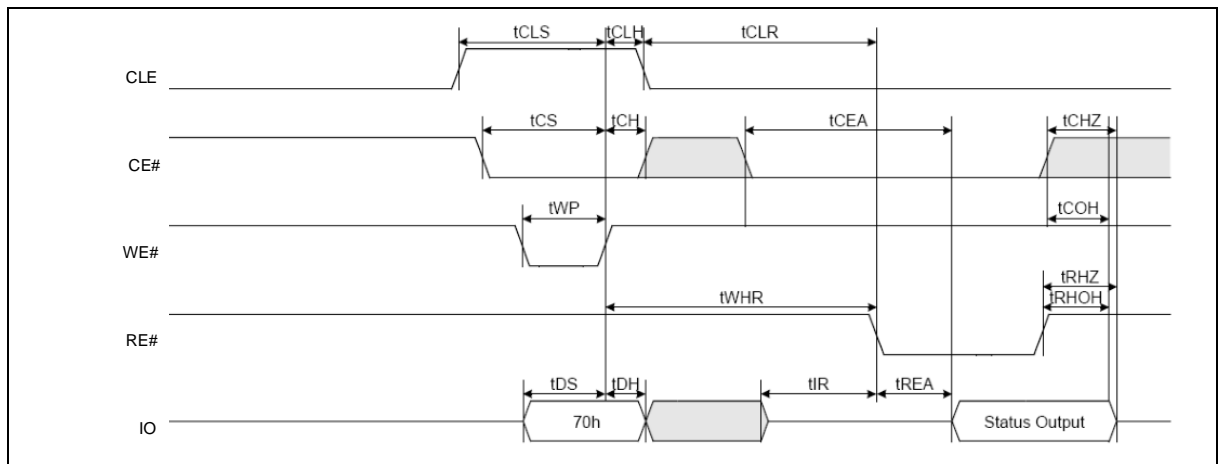 tCLS tCLH tCLR
CLE
tCS tCH tCEA tCHZ
CE#
tWP tCOH
WE#
tRHZ
tWHR tRHOH
RE#
tDS tDH tIR tREA
IO 70h Status Output